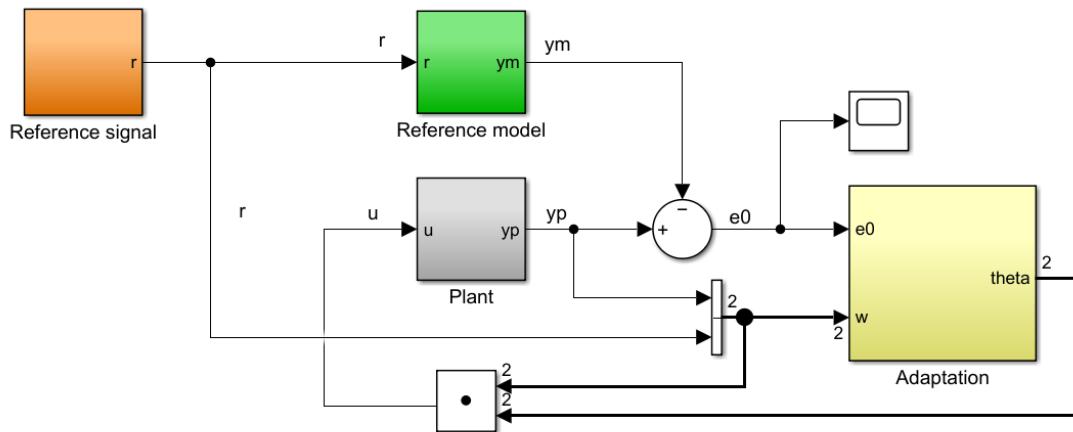 r
ym
r
r
ym
Reference signal
Reference model
r
u
yp
−
u
yp
+
e0
e0
theta
2
Plant
2
w
2
Adaptation
2
2